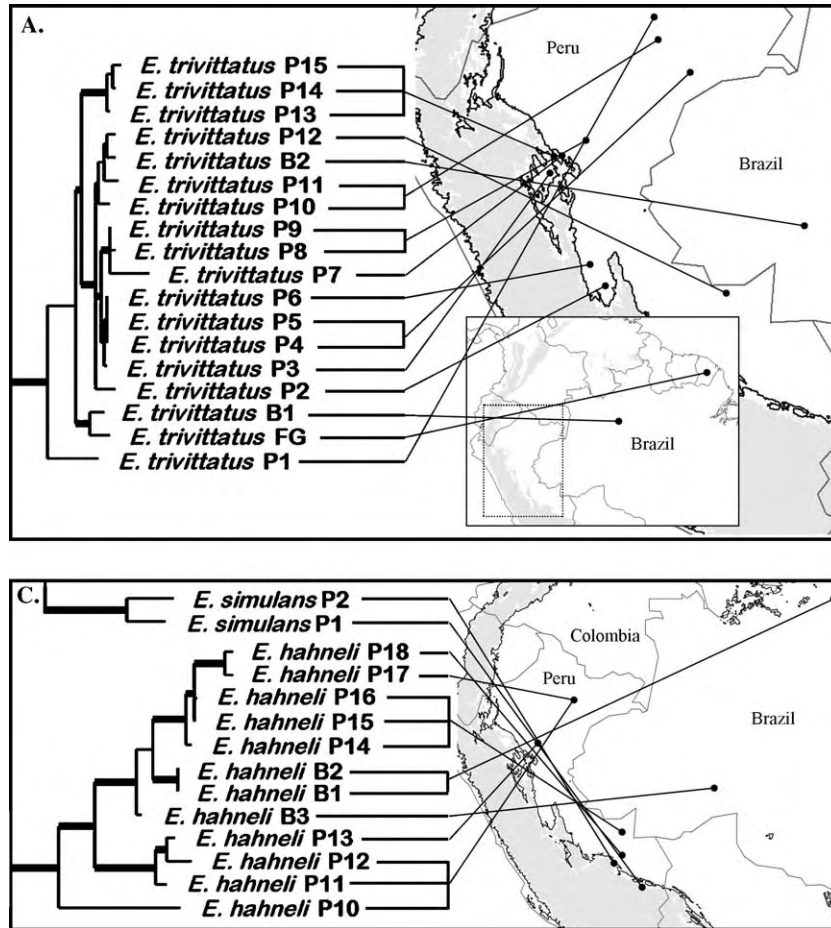 A.
E. trivittatus P15
E. trivittatus P14
E. trivittatus P13
E. trivittatus P12
E. trivittatus B2
E. trivittatus P11
E. trivittatus P10
E. trivittatus P9
E. trivittatus P8
E. trivittatus P7
E. trivittatus P6
E. trivittatus P5
E. trivittatus P4
E. trivittatus P3
E. trivittatus P2
E. trivittatus B1
E. trivittatus FG
E. trivittatus P1
Peru
Brazil
Brazil
C.
E. simulans P2
E. simulans P1
E. hahneli P18
E. hahneli P17
E. hahneli P16
E. hahneli P15
E. hahneli P14
E. hahneli B2
E. hahneli B1
E. hahneli B3
E. hahneli P13
E. hahneli P12
E. hahneli P11
E. hahneli P10
Colombia
Peru
Brazil